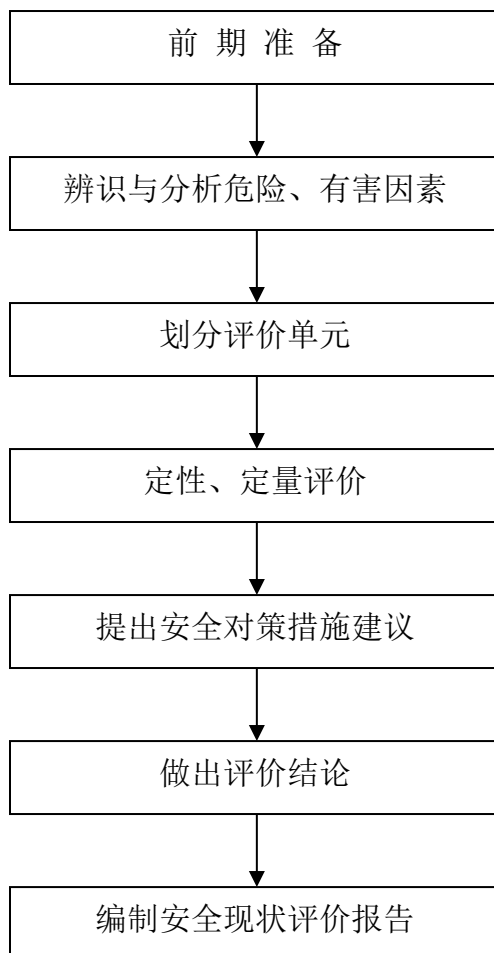 前 期 准 备
辨识与分析危险、有害因素
划分评价单元
定性、定量评价
提出安全对策措施建议
做出评价结论
编制安全现状评价报告